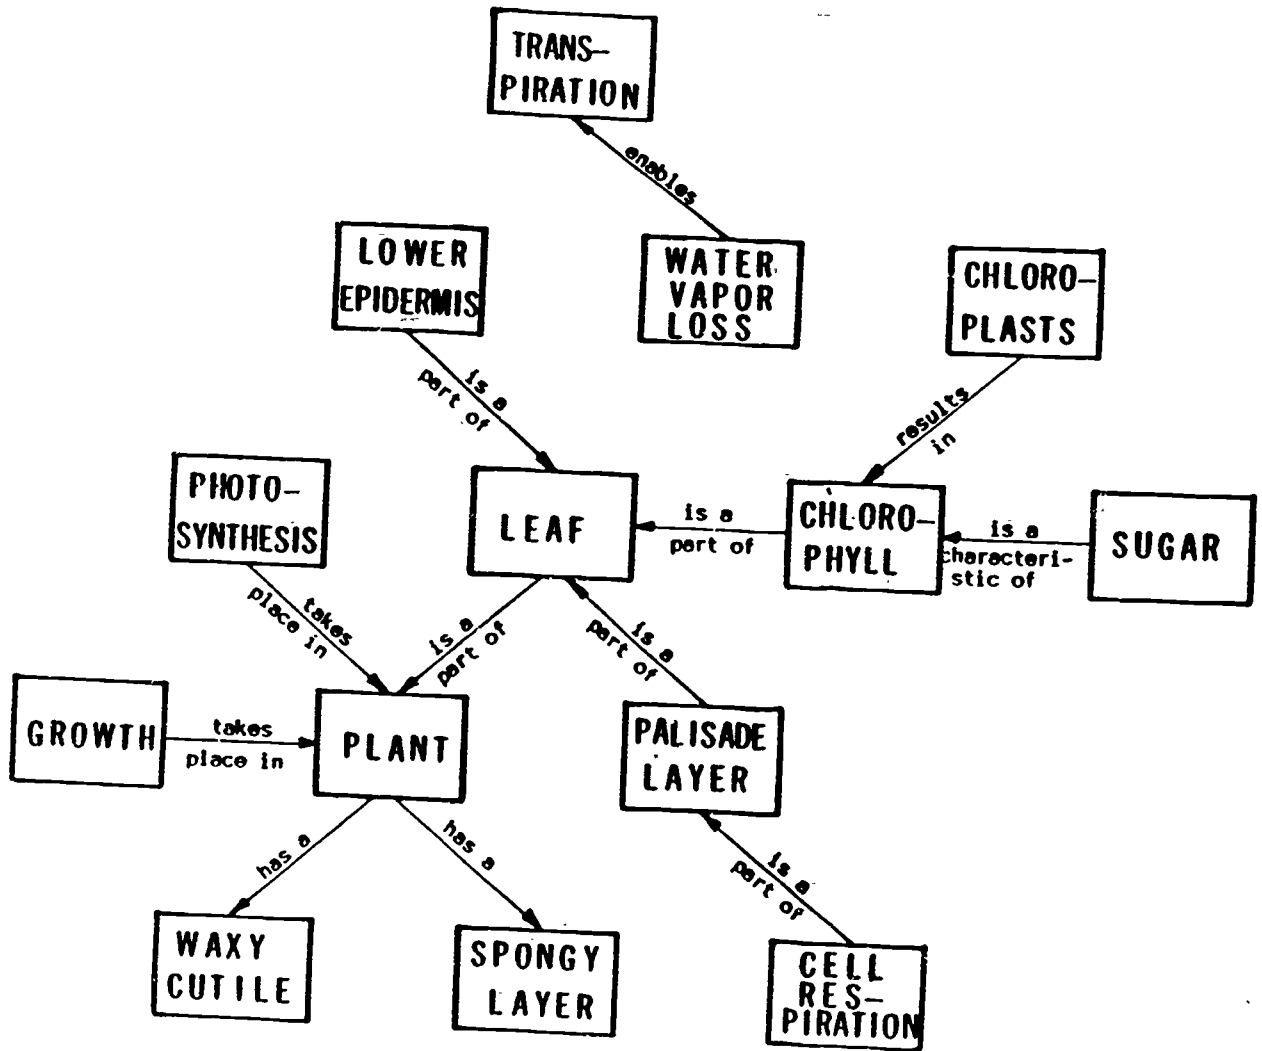 TRANS-
PIRATION
enables
LOWER
EPIDERMIS
WATER
VAPOR
LOSS
CHLORO-
PLASTS
is a
part of
results
in
PHOTO-
SYNTHESIS
LEAF
is a
part of
CHLORO-
PHYLL
is a
characteri-
stic of
SUGAR
takes
place in
is a
part of
is a
part of
GROWTH
takes
place in
PLANT
PALISADE
LAYER
has a
has a
is a
part of
WAXY
CUTILE
SPONGY
LAYER
CELL
RES-
PIRATION